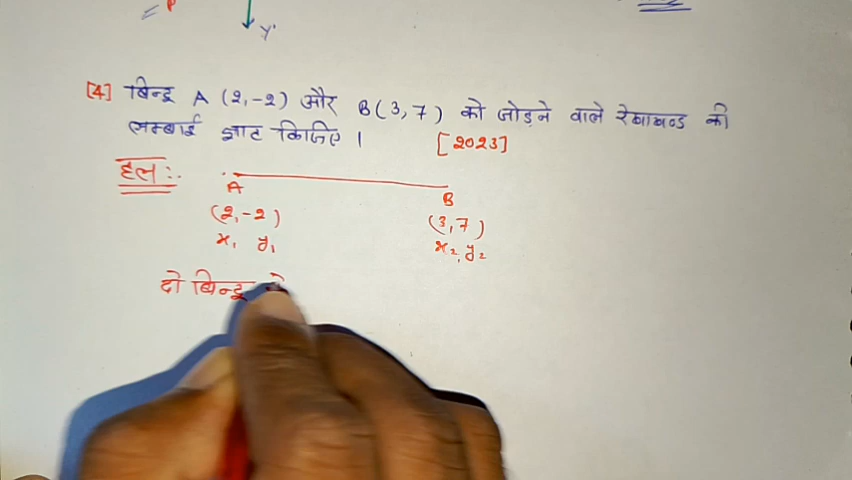 P
Y'
[4] बिन्दु A (2,-2) और B(3,7) को जोड़ने वाले रेखाखण्ड की
लम्बाई ज्ञात किजिए । [2023]
हल :-
A B
(2,-2) (3,7)
x₁ y₁ x₂, y₂
दो बिन्दु